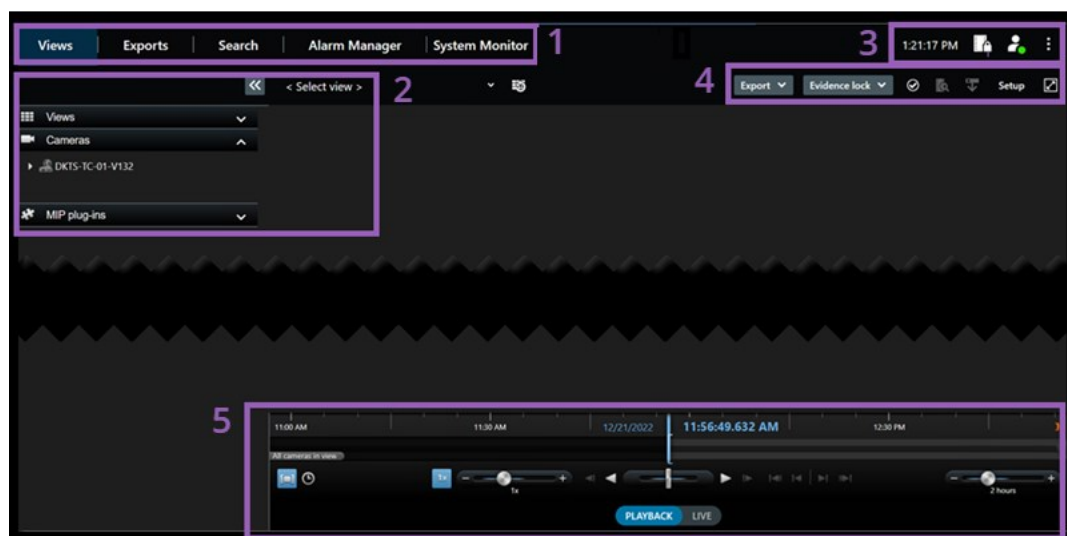 Views Exports Search Alarm Manager System Monitor 1 3 1:21:17 PM
< Select view > 2 4 Export Evidence lock Setup
Views
Cameras
DKTS-TC-01-V132
MIP plug-ins
5
11:00 AM 11:30 AM 12/21/2022 11:56:49.632 AM 12:30 PM
All cameras in view
1x
1x 2 hours
PLAYBACK LIVE